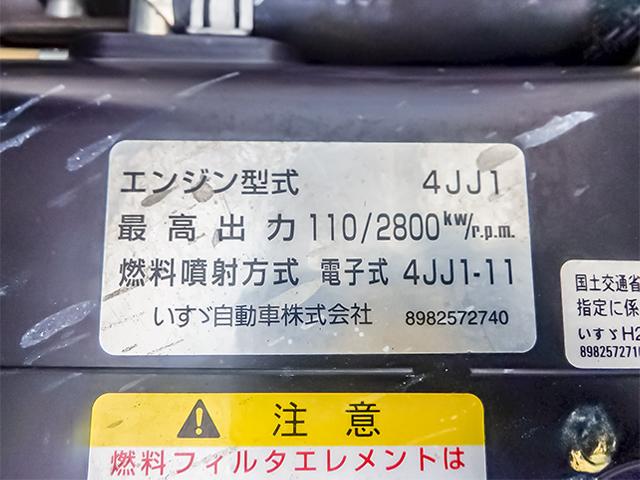 エンジン型式 4JJ1
最高出力 110/2800kW/r.p.m.
燃料噴射方式 電子式 4JJ1-11
いすゞ自動車株式会社 8982572740
国土交通省
指定に係
いすゞH2
898257271
⚠ 注意
燃料フィルタエレメントは